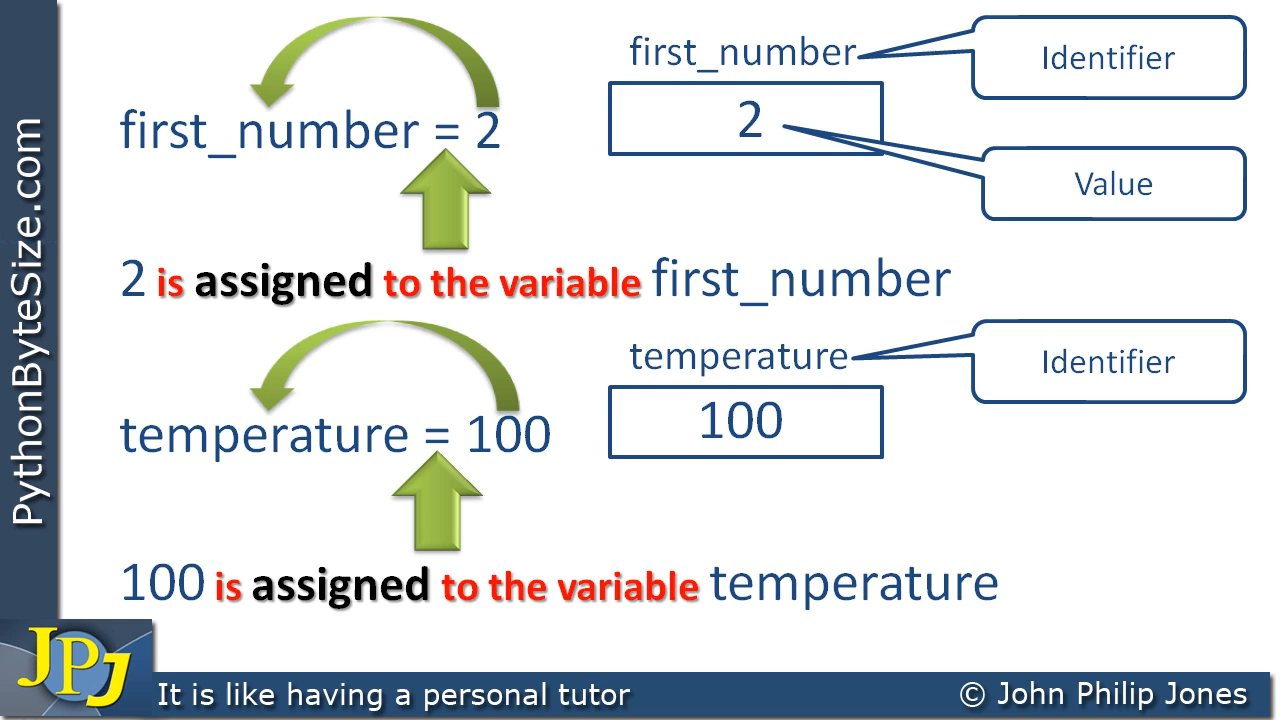 PythonByteSize.com
first_number = 2
first_number
Identifier
2
Value
2 is assigned to the variable first_number
temperature = 100
temperature
Identifier
100
100 is assigned to the variable temperature
JPJ
It is like having a personal tutor
© John Philip Jones